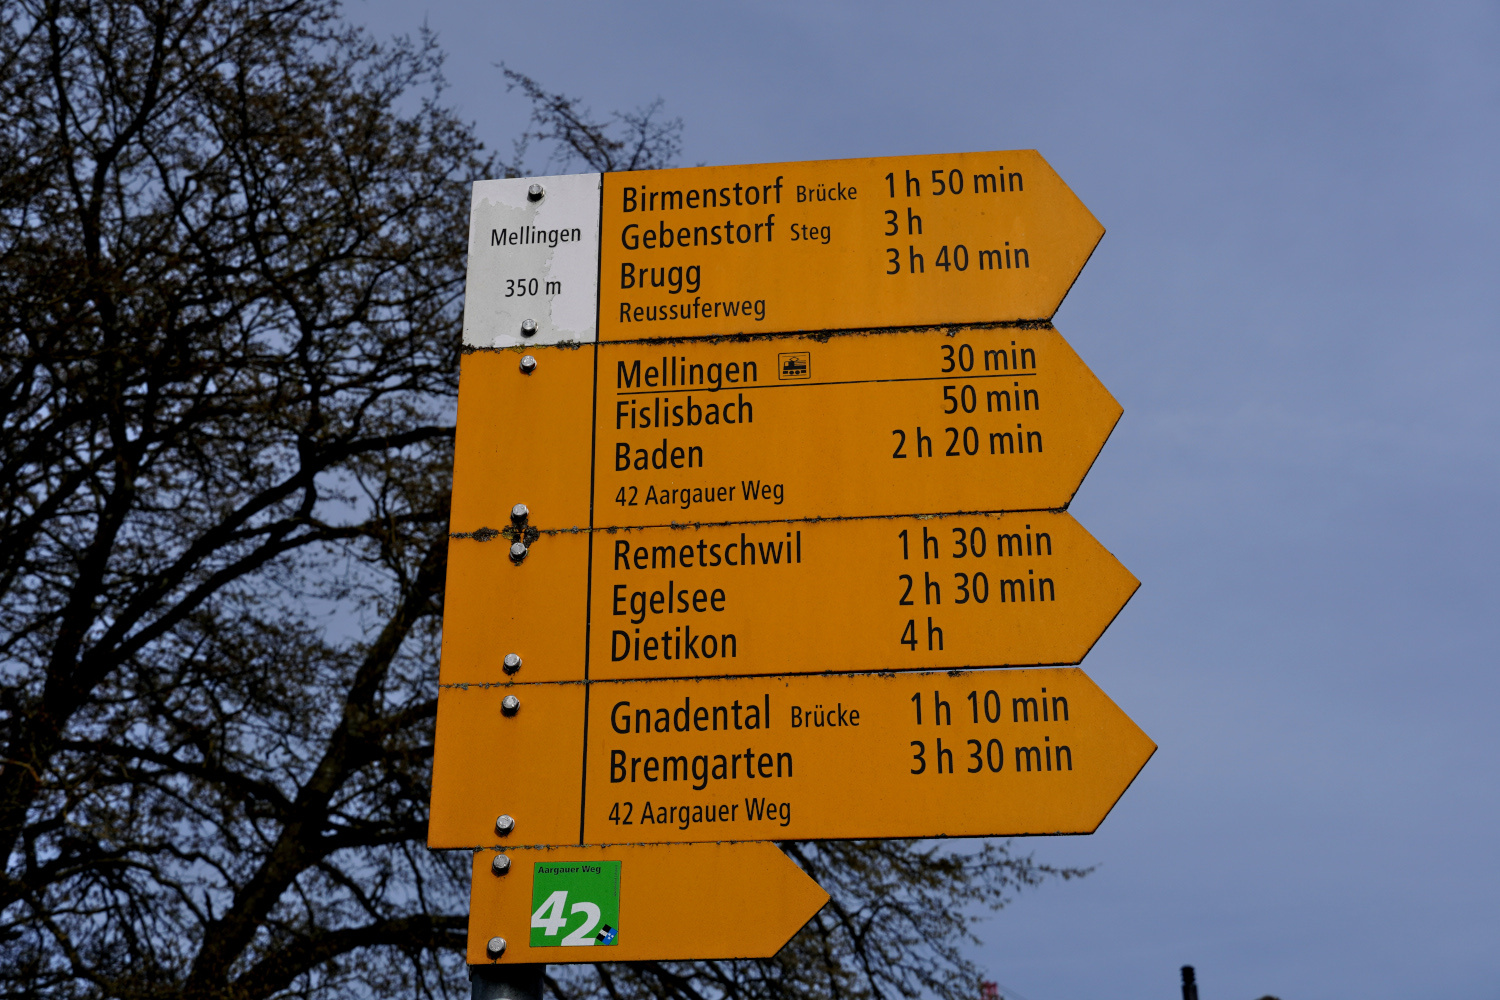 Mellingen
350 m
Birmenstorf Brücke 1 h 50 min
Gebenstorf Steg 3 h
Brugg 3 h 40 min
Reussuferweg
Mellingen 30 min
Fislisbach 50 min
Baden 2 h 20 min
42 Aargauer Weg
Remetschwil 1 h 30 min
Egelsee 2 h 30 min
Dietikon 4 h
Gnadental Brücke 1 h 10 min
Bremgarten 3 h 30 min
42 Aargauer Weg
Aargauer Weg
42